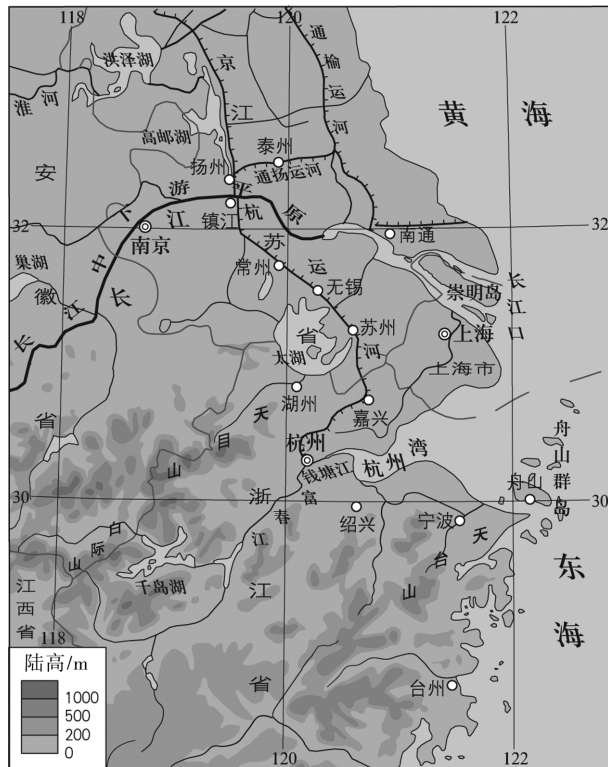 118
120
122
洪泽湖
京
通
榆
运
河
淮河
江
黄海
高邮湖
泰州
安
扬州
通扬运河
长江中下游平原
杭
镇江
长江
32
32
南京
苏
南通
巢湖
常州
运
徽
无锡
崇明岛
长江口
省
苏州
上海
太湖
河
上海市
湖州
嘉兴
省
天
目
山
杭州
杭州湾
舟山群岛
钱塘江
舟山
30
30
浙
富
春
江
绍兴
宁波
白
际
山
天
台
山
东海
千岛湖
江
江西省
118
陆高/m
1000
500
200
0
省
台州
120
122